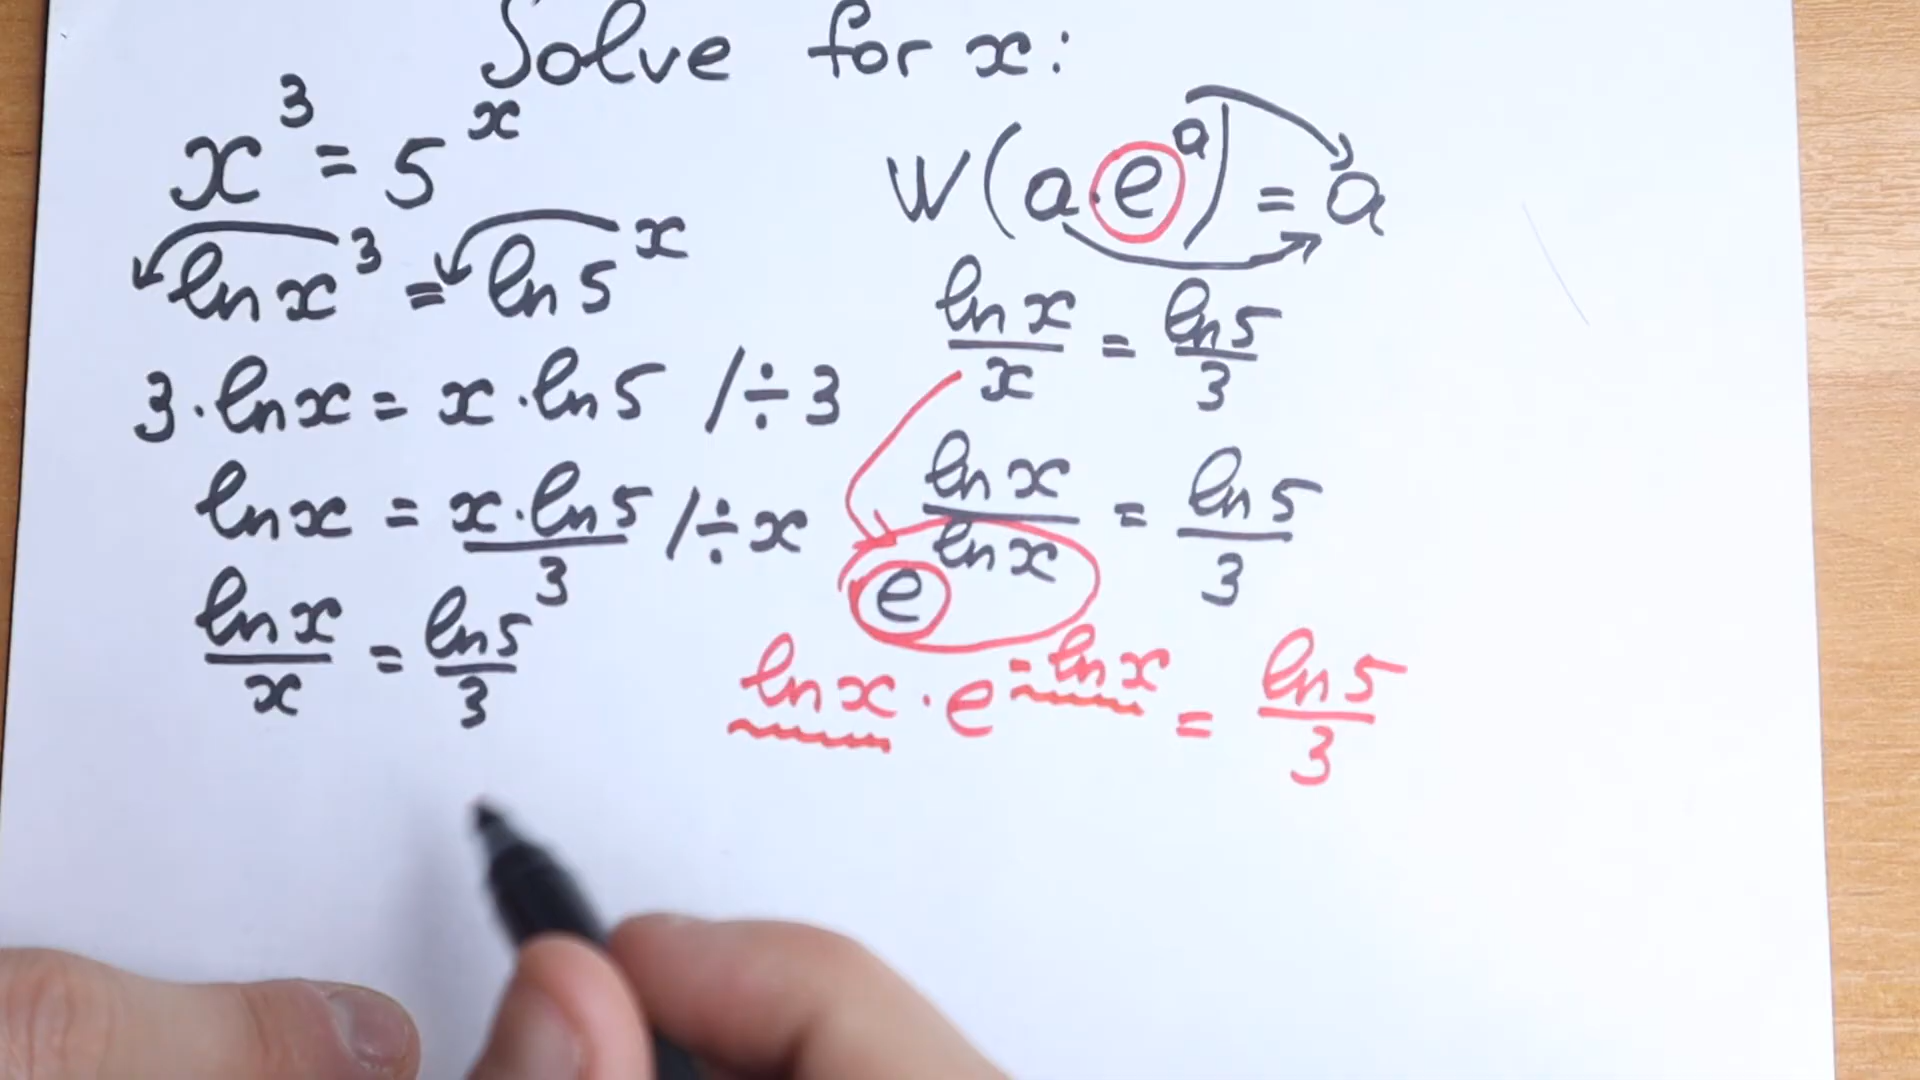 Solve for x:
x³ = 5ˣ
ln x³ = ln 5ˣ
3 · ln x = x · ln 5 / ÷ 3
ln x = (x · ln 5)/3 / ÷ x
(ln x)/x = (ln 5)/3
W(a · eᵃ) = a
(ln x)/x = (ln 5)/3
(ln x)/(e^(ln x)) = (ln 5)/3
ln x · e^(-ln x) = (ln 5)/3